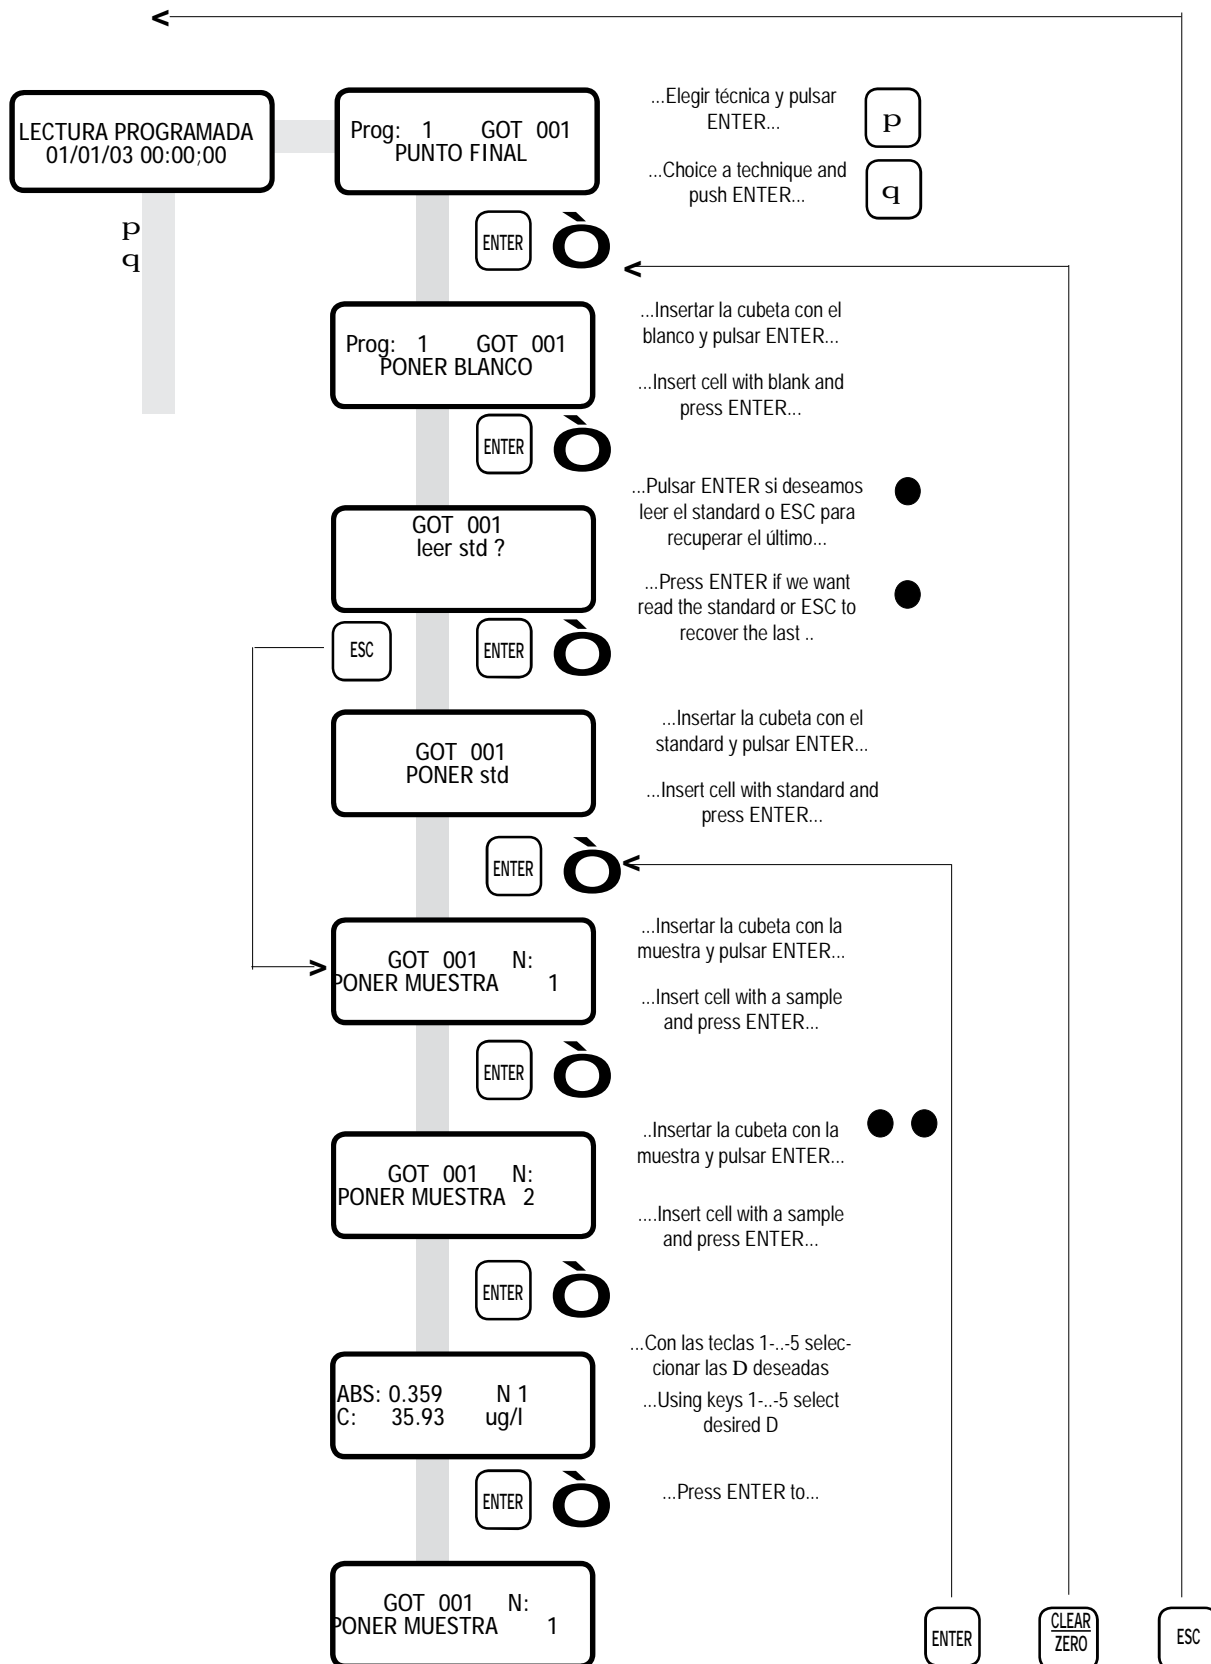 LECTURA PROGRAMADA
01/01/03 00:00;00
p
q
Prog: 1 GOT 001
PUNTO FINAL
...Elegir técnica y pulsar
ENTER...
p
...Choice a technique and
push ENTER...
q
ENTER Ò
Prog: 1 GOT 001
PONER BLANCO
...Insertar la cubeta con el
blanco y pulsar ENTER...
...Insert cell with blank and
press ENTER...
ENTER Ò
GOT 001
leer std ?
...Pulsar ENTER si deseamos
leer el standard o ESC para
recuperar el último...
...Press ENTER if we want
read the standard or ESC to
recover the last ..
ESC
ENTER Ò
GOT 001
PONER std
...Insertar la cubeta con el
standard y pulsar ENTER...
...Insert cell with standard and
press ENTER...
ENTER Ò
GOT 001 N:
PONER MUESTRA 1
...Insertar la cubeta con la
muestra y pulsar ENTER...
...Insert cell with a sample
and press ENTER...
ENTER Ò
GOT 001 N:
PONER MUESTRA 2
..Insertar la cubeta con la
muestra y pulsar ENTER...
....Insert cell with a sample
and press ENTER...
ENTER Ò
ABS: 0.359 N 1
C: 35.93 ug/l
...Con las teclas 1-..-5 selec-
cionar las D deseadas
...Using keys 1-..-5 select
desired D
ENTER Ò
...Press ENTER to...
GOT 001 N:
PONER MUESTRA 1
ENTER
CLEAR
ZERO
ESC